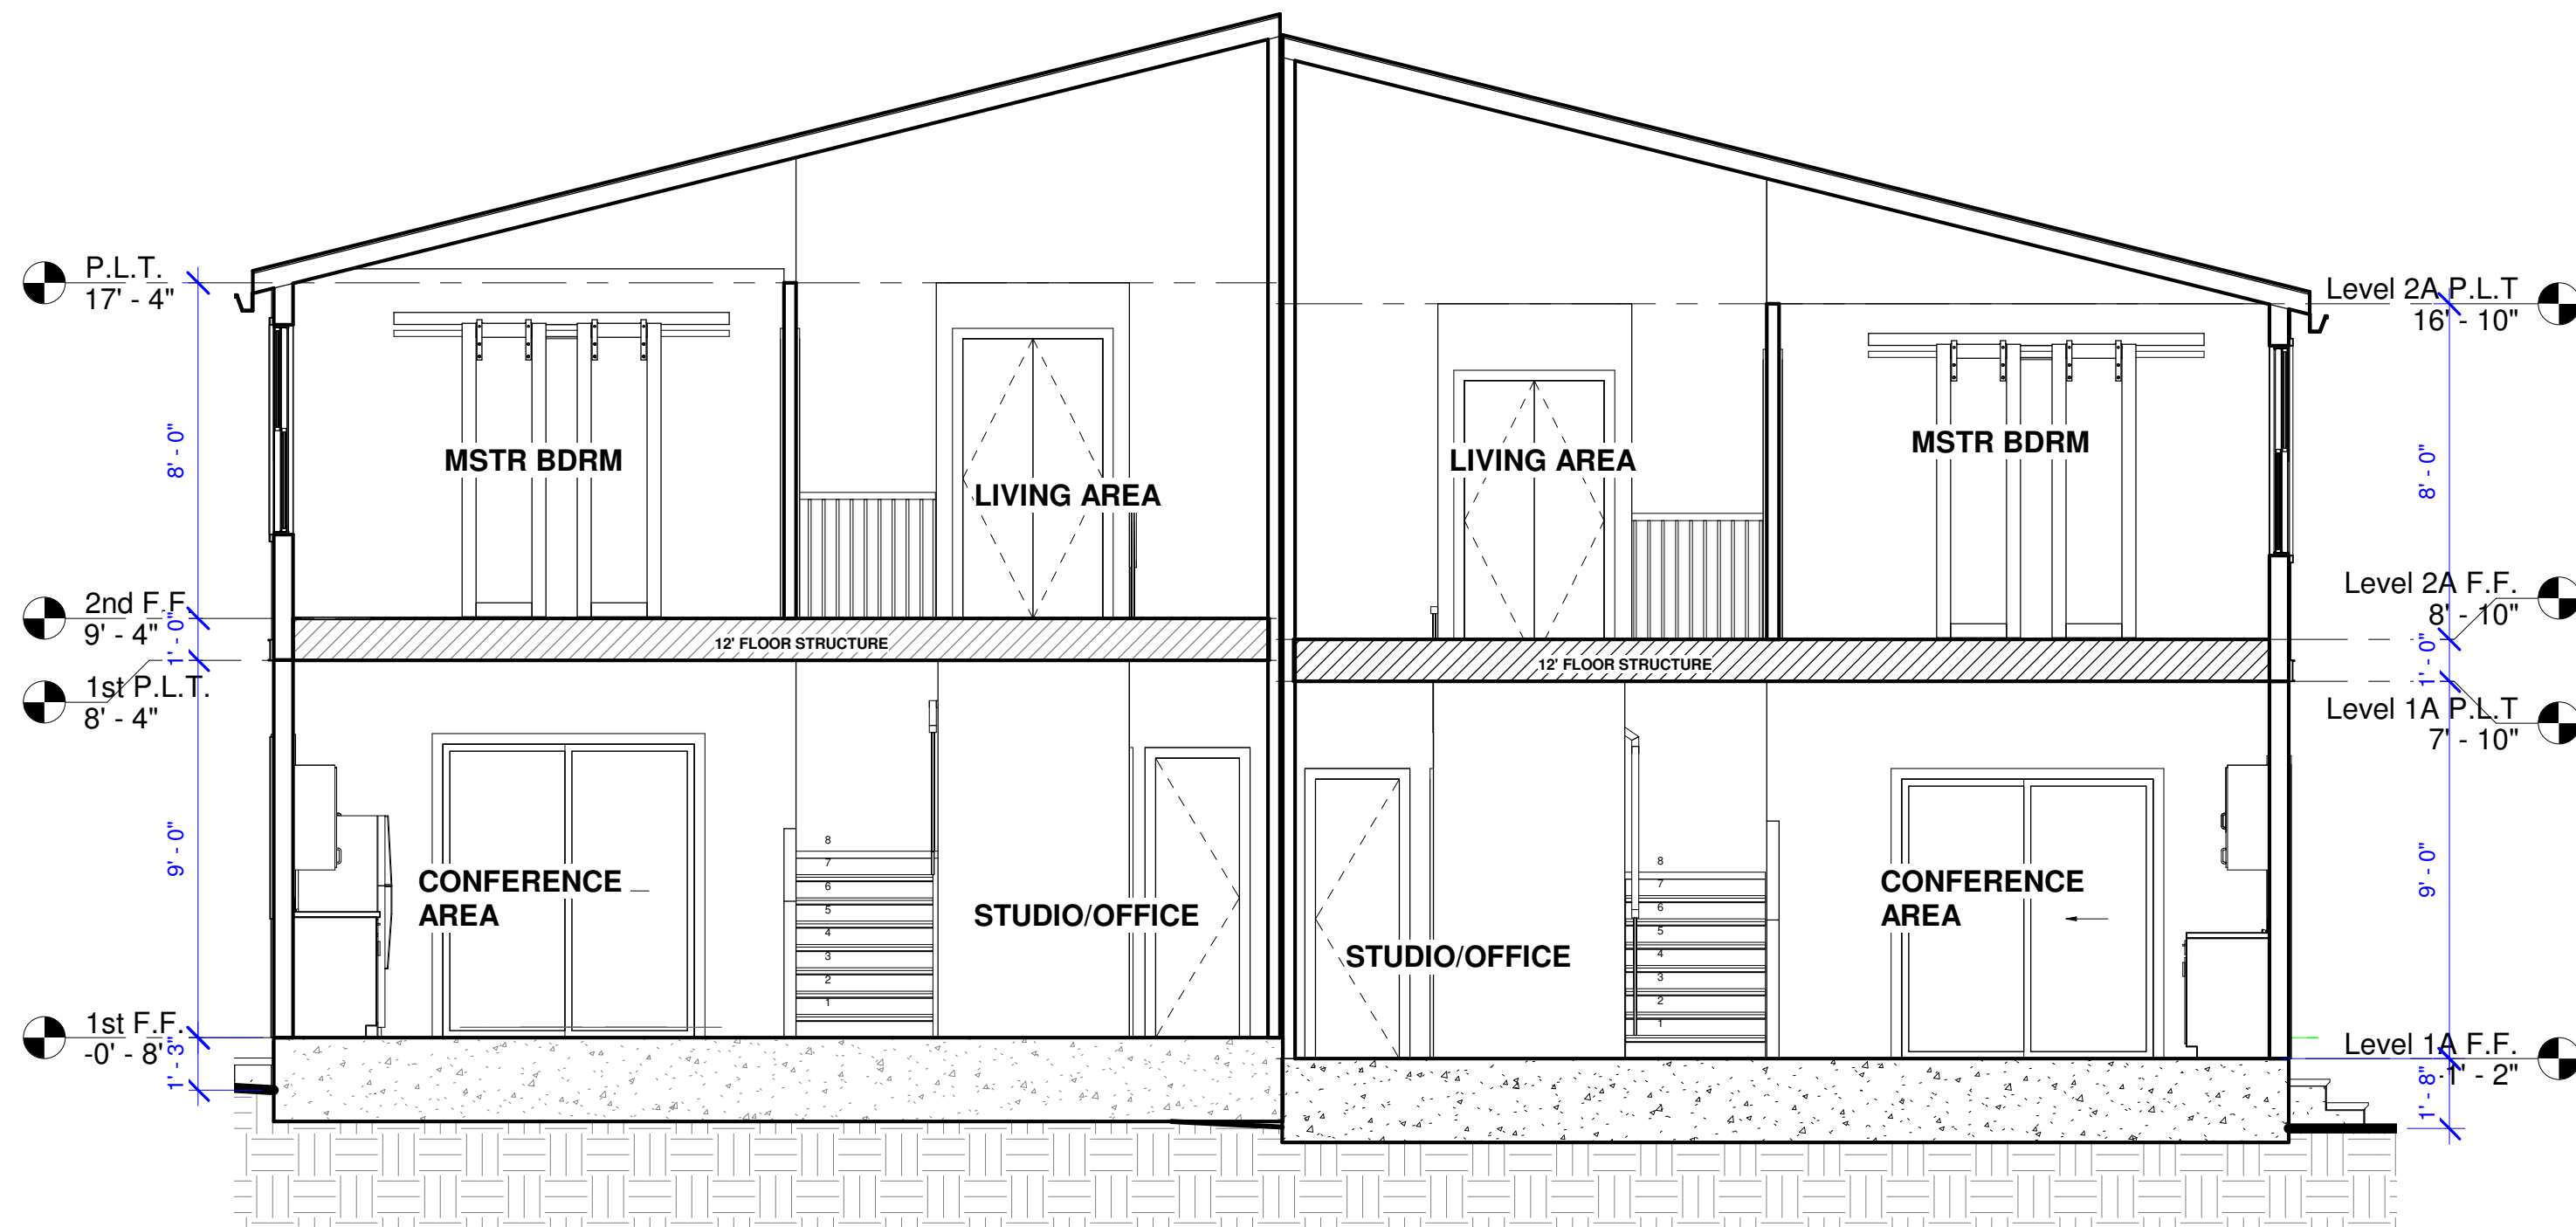 P.L.T.
17' - 4"
Level 2A P.L.T
16' - 10"
8' - 0"
MSTR BDRM
LIVING AREA
LIVING AREA
MSTR BDRM
8' - 0"
2nd F.F.
9' - 4"
1' - 0"
12' FLOOR STRUCTURE
12' FLOOR STRUCTURE
Level 2A F.F.
8' - 10"
1' - 0"
1st P.L.T.
8' - 4"
Level 1A P.L.T
7' - 10"
9' - 0"
CONFERENCE
AREA
8
7
6
5
4
3
2
1
STUDIO/OFFICE
STUDIO/OFFICE
8
7
6
5
4
3
2
1
CONFERENCE
AREA
9' - 0"
1st F.F.
-0' - 8"
1' - 3"
Level 1A F.F.
-1' - 2"
1' - 8"